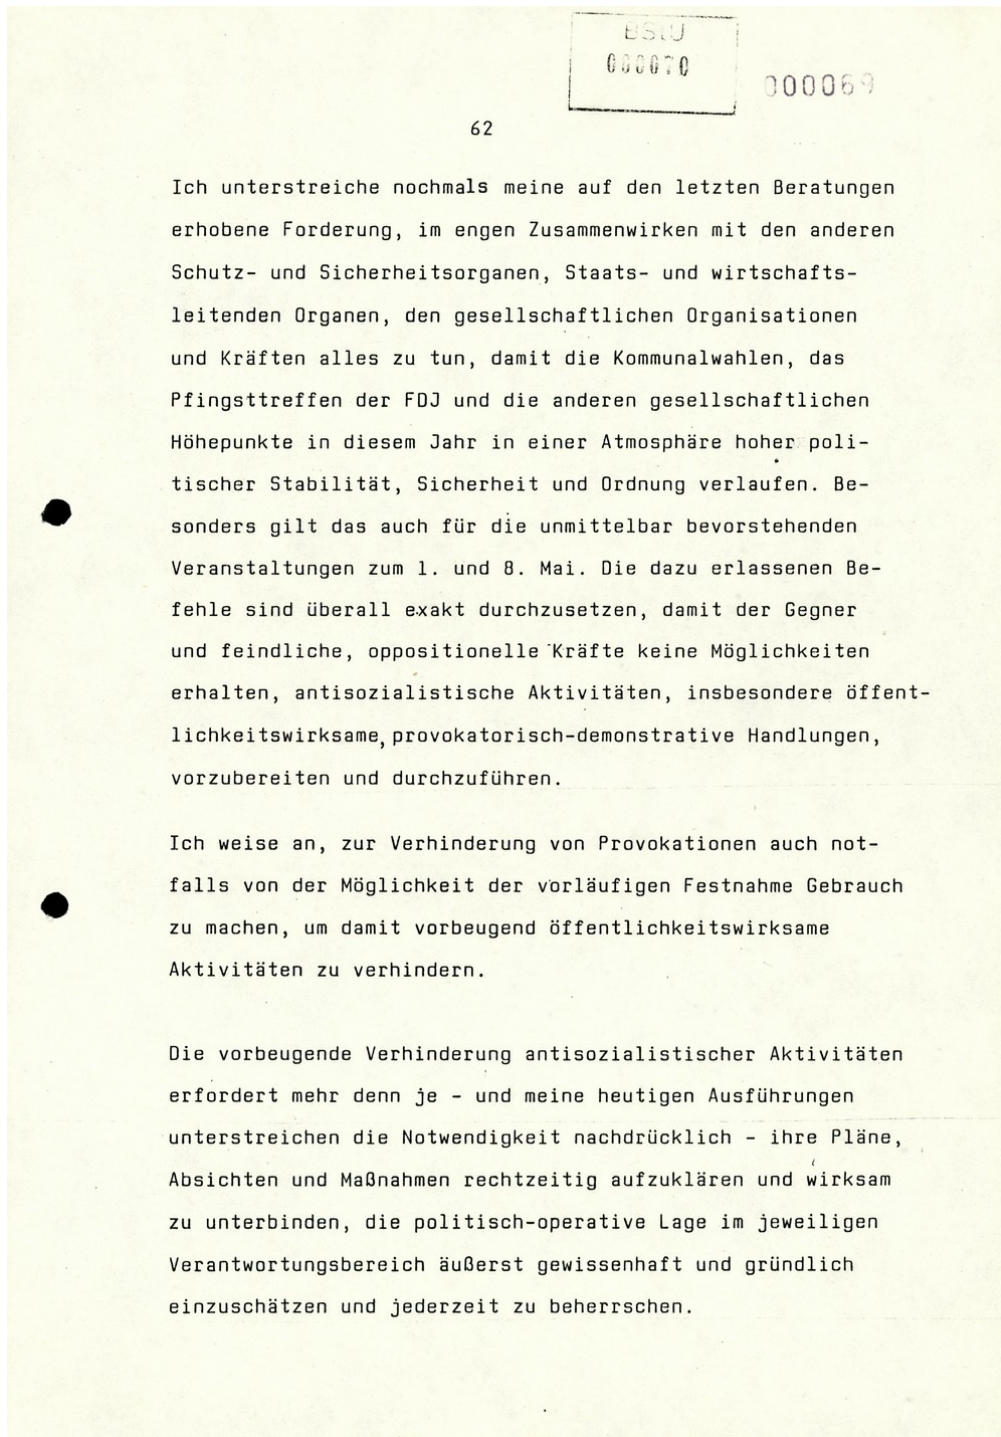 BStU
000070
000069
62
Ich unterstreiche nochmals meine auf den letzten Beratungen
erhobene Forderung, im engen Zusammenwirken mit den anderen
Schutz- und Sicherheitsorganen, Staats- und wirtschafts-
leitenden Organen, den gesellschaftlichen Organisationen
und Kräften alles zu tun, damit die Kommunalwahlen, das
Pfingsttreffen der FDJ und die anderen gesellschaftlichen
Höhepunkte in diesem Jahr in einer Atmosphäre hoher poli-
tischer Stabilität, Sicherheit und Ordnung verlaufen. Be-
sonders gilt das auch für die unmittelbar bevorstehenden
Veranstaltungen zum 1. und 8. Mai. Die dazu erlassenen Be-
fehle sind überall exakt durchzusetzen, damit der Gegner
und feindliche, oppositionelle Kräfte keine Möglichkeiten
erhalten, antisozialistische Aktivitäten, insbesondere öffent-
lichkeitswirksame, provokatorisch-demonstrative Handlungen,
vorzubereiten und durchzuführen.
Ich weise an, zur Verhinderung von Provokationen auch not-
falls von der Möglichkeit der vorläufigen Festnahme Gebrauch
zu machen, um damit vorbeugend öffentlichkeitswirksame
Aktivitäten zu verhindern.
Die vorbeugende Verhinderung antisozialistischer Aktivitäten
erfordert mehr denn je - und meine heutigen Ausführungen
unterstreichen die Notwendigkeit nachdrücklich - ihre Pläne,
Absichten und Maßnahmen rechtzeitig aufzuklären und wirksam
zu unterbinden, die politisch-operative Lage im jeweiligen
Verantwortungsbereich äußerst gewissenhaft und gründlich
einzuschätzen und jederzeit zu beherrschen.